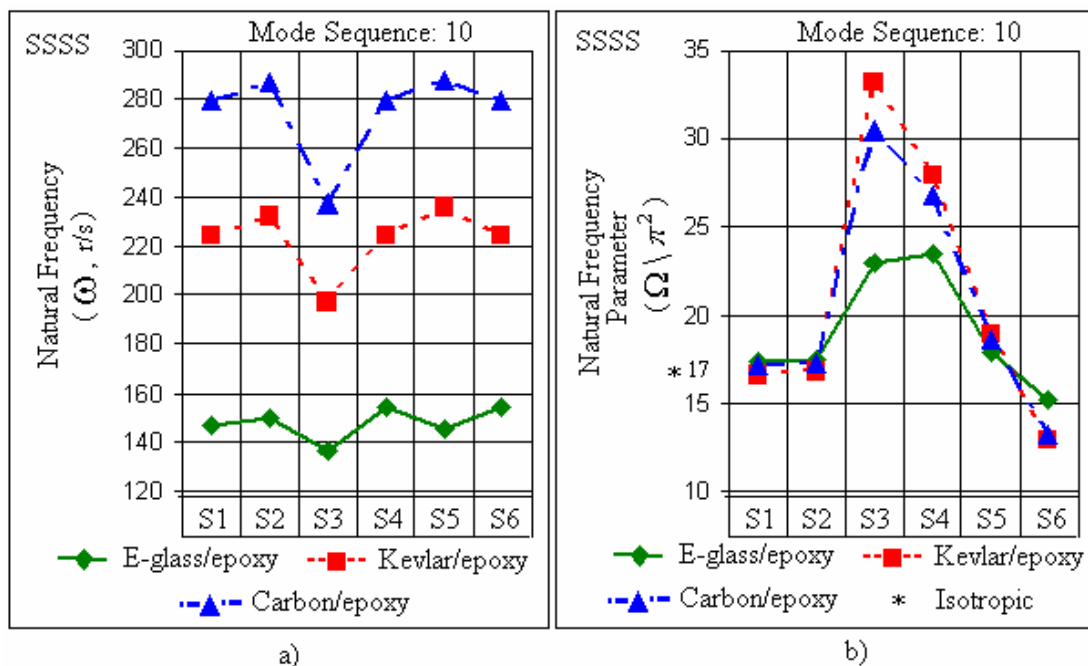 SSSS
Mode Sequence: 10
300
280
260
240
220
200
180
160
140
120
Natural Frequency
( ω , r/s)
S1 S2 S3 S4 S5 S6
E-glass/epoxy Kevlar/epoxy
Carbon/epoxy
a)
SSSS
Mode Sequence: 10
35
30
25
20
* 17
15
10
Natural Frequency
Parameter
( Ω \ π² )
S1 S2 S3 S4 S5 S6
E-glass/epoxy Kevlar/epoxy
Carbon/epoxy * Isotropic
b)